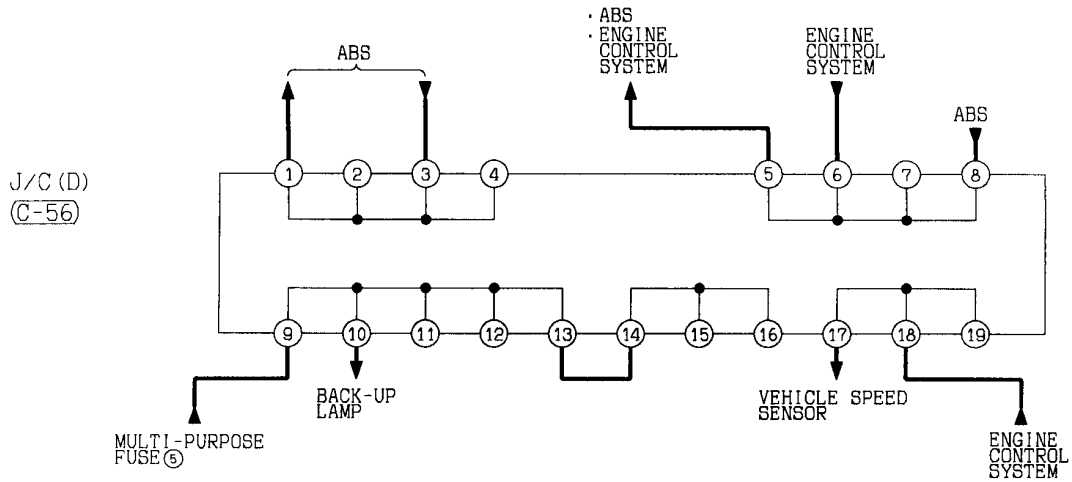 · ABS
· ENGINE
CONTROL
SYSTEM
ENGINE
CONTROL
SYSTEM
ABS
ABS
J/C (D)
C-56
1 2 3 4 5 6 7 8
9 10 11 12 13 14 15 16 17 18 19
BACK-UP
LAMP
VEHICLE SPEED
SENSOR
MULTI-PURPOSE
FUSE ⑤
ENGINE
CONTROL
SYSTEM